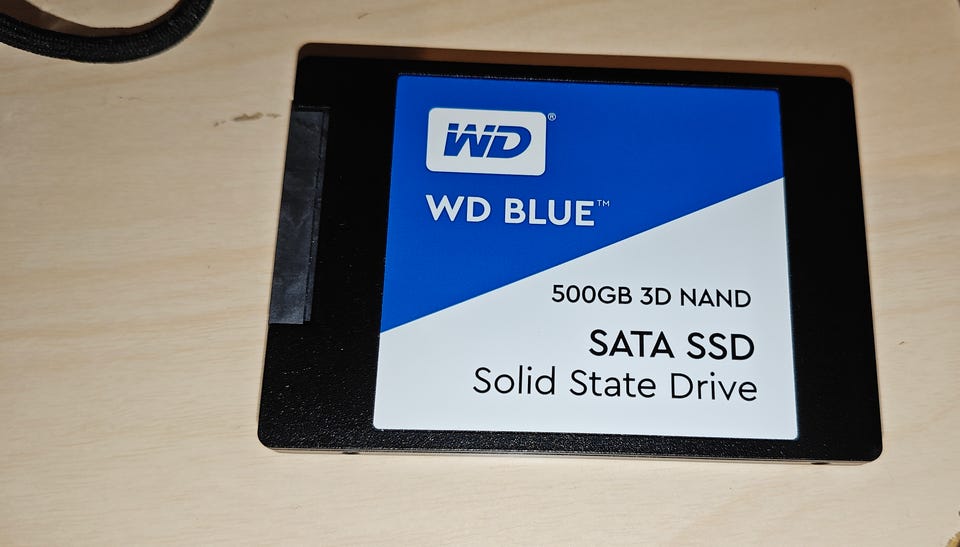 WD®
WD BLUE™
500GB 3D NAND
SATA SSD
Solid State Drive